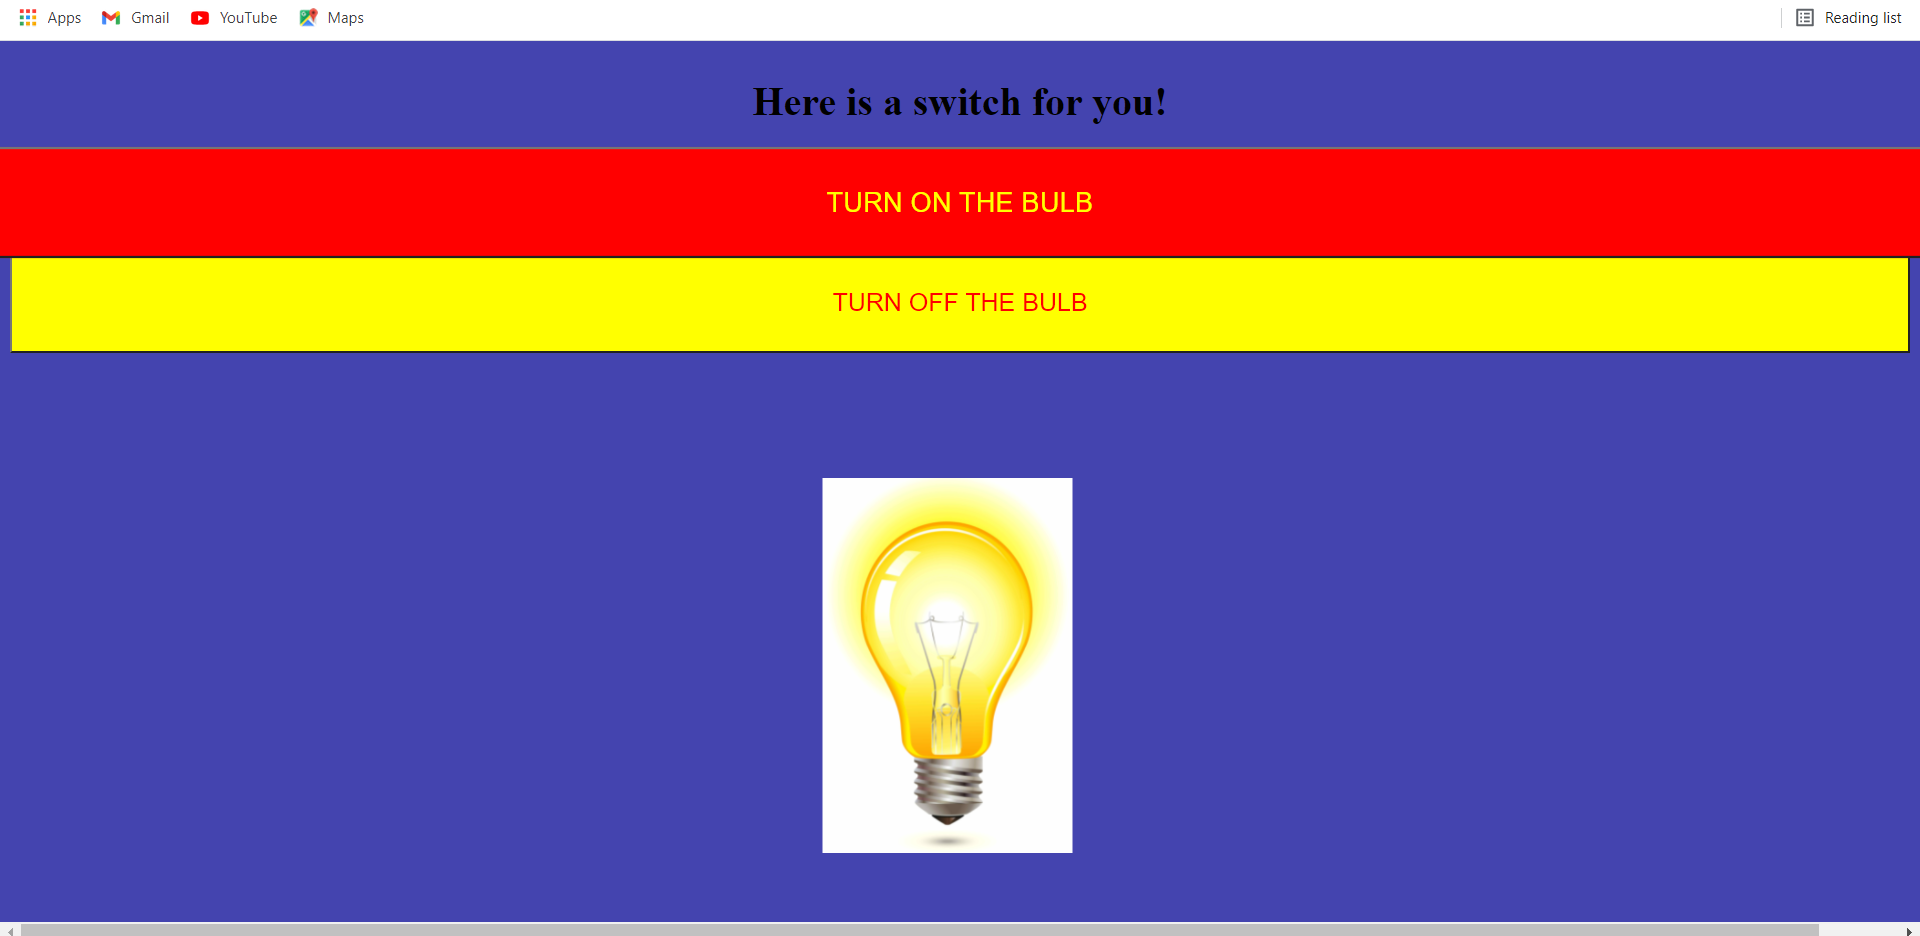 Apps Gmail YouTube Maps Reading list
Here is a switch for you!
TURN ON THE BULB
TURN OFF THE BULB